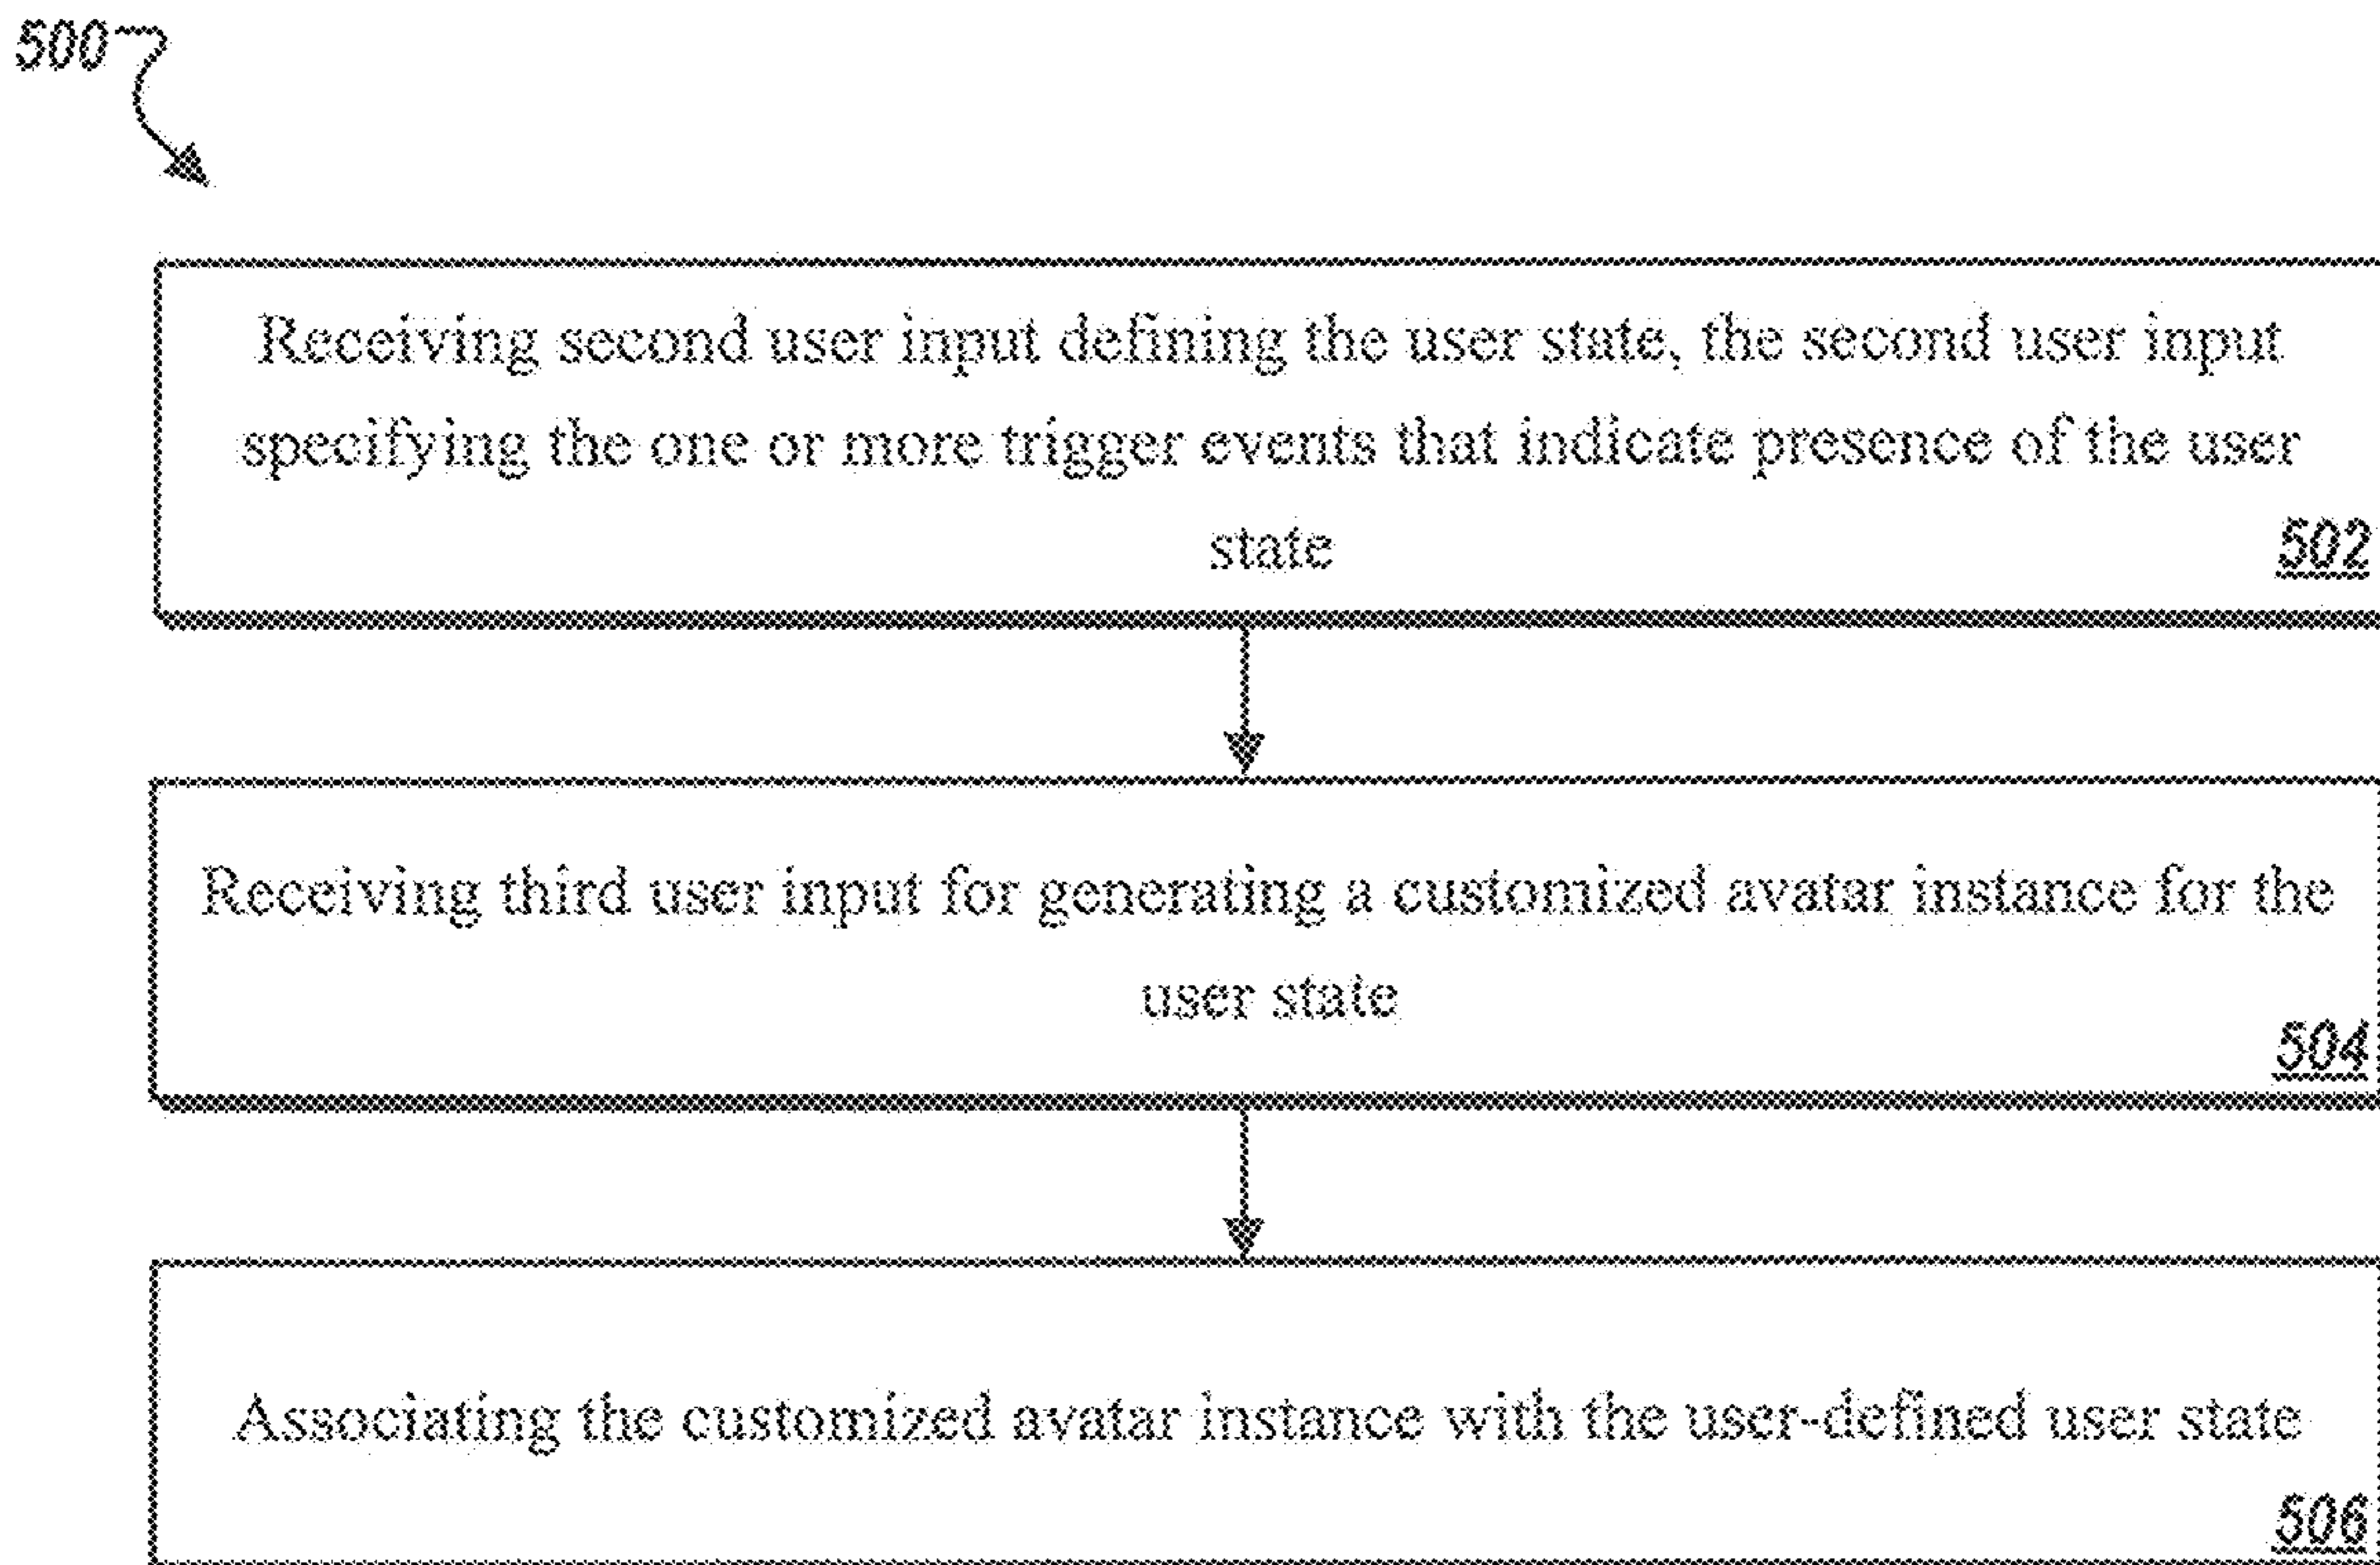 500
Receiving second user input defining the user state, the second user input
specifying the one or more trigger events that indicate presence of the user
state
502
Receiving third user input for generating a customized avatar instance for the
user state
504
Associating the customized avatar instance with the user-defined user state
506